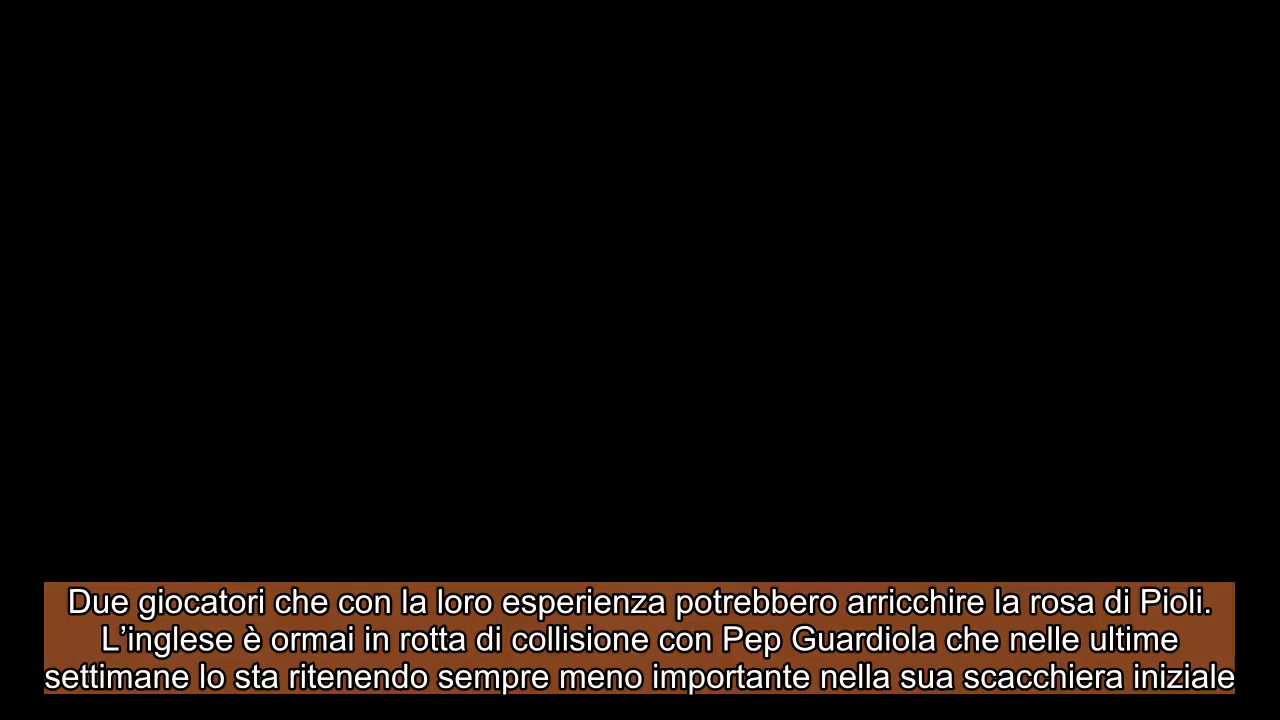 Due giocatori che con la loro esperienza potrebbero arricchire la rosa di Pioli.
L’inglese è ormai in rotta di collisione con Pep Guardiola che nelle ultime
settimane lo sta ritenendo sempre meno importante nella sua scacchiera iniziale